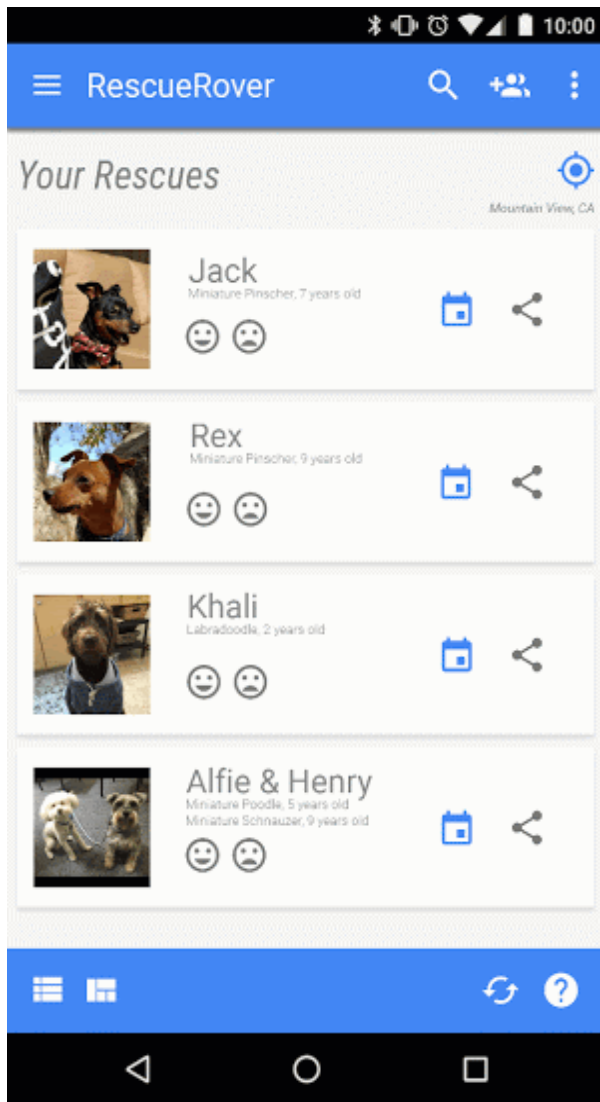 10:00
RescueRover
Your Rescues
Mountain View, CA
Jack
Miniature Pinscher, 7 years old
Rex
Miniature Pinscher, 9 years old
Khali
Labradoodle, 2 years old
Alfie & Henry
Miniature Poodle, 5 years old
Miniature Schnauzer, 9 years old